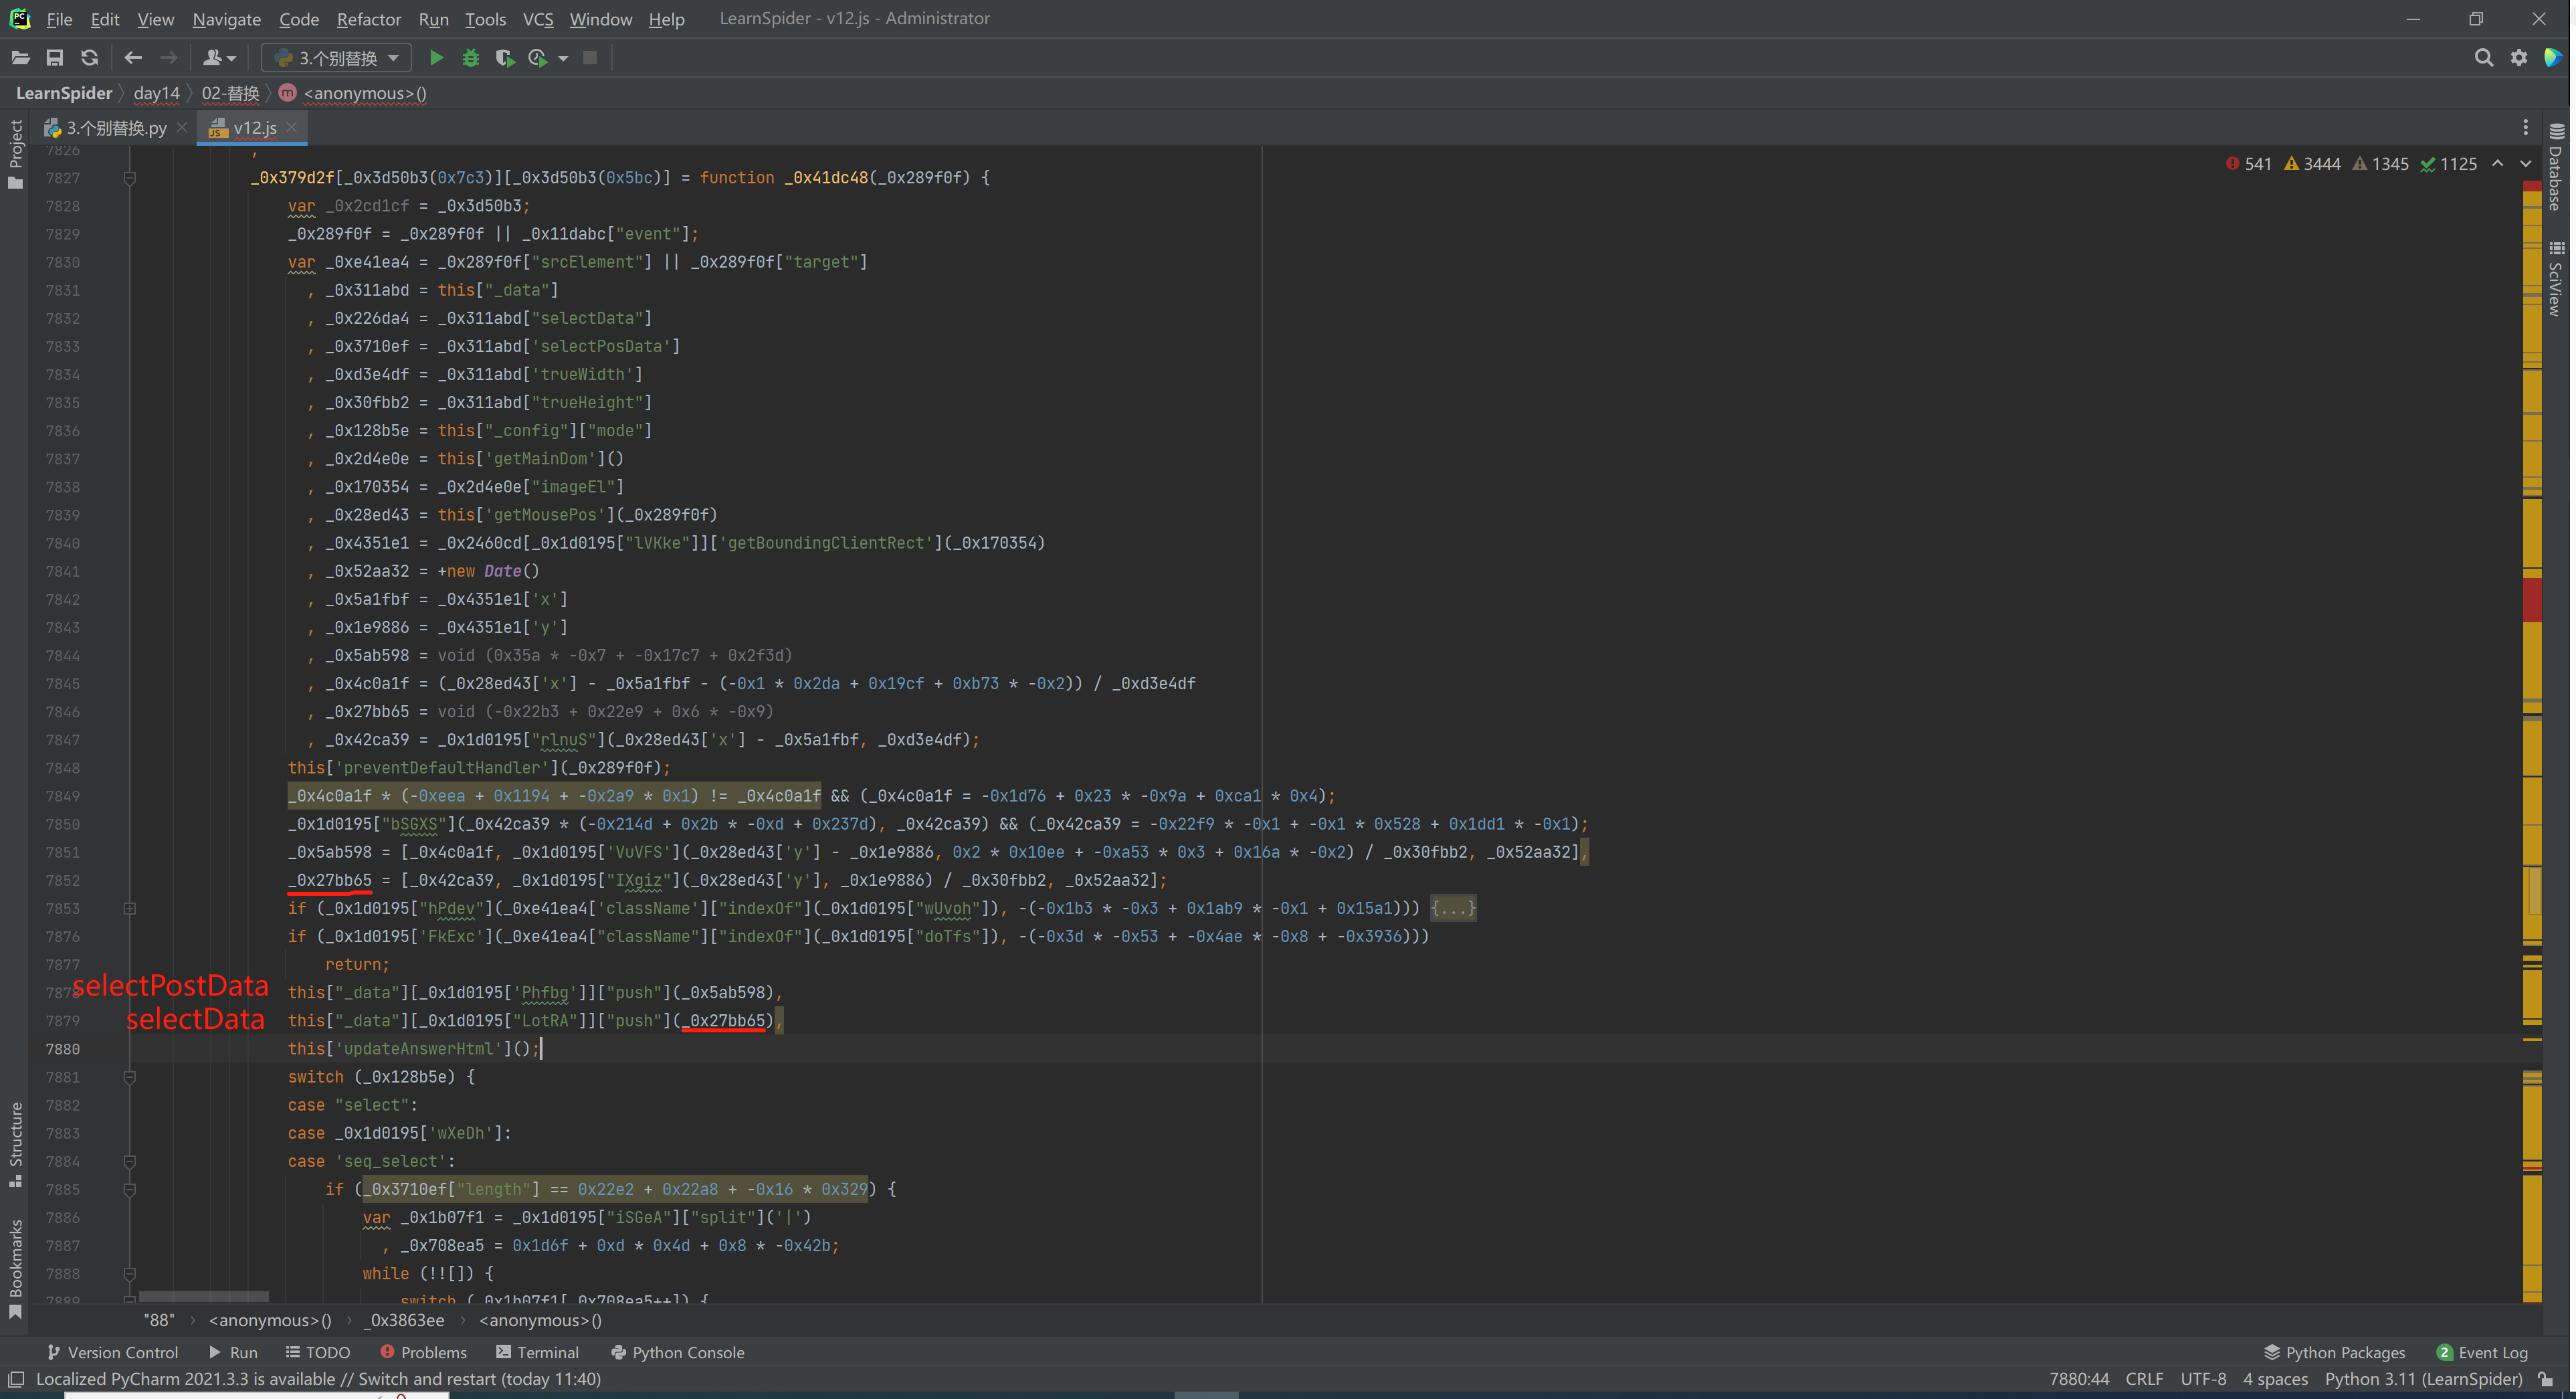 File Edit View Navigate Code Refactor Run Tools VCS Window Help LearnSpider - v12.js - Administrator
3.个别替换
LearnSpider day14 02-替换 m <anonymous>()
3.个别替换.py v12.js
Project
Database
SciView
541 3444 1345 1125
7826 ,
7827 _0x379d2f[_0x3d50b3(0x7c3)][_0x3d50b3(0x5bc)] = function _0x41dc48(_0x289f0f) {
7828 var _0x2cd1cf = _0x3d50b3;
7829 _0x289f0f = _0x289f0f || _0x11dabc["event"];
7830 var _0xe41ea4 = _0x289f0f["srcElement"] || _0x289f0f["target"]
7831 , _0x311abd = this["_data"]
7832 , _0x226da4 = _0x311abd["selectData"]
7833 , _0x3710ef = _0x311abd['selectPosData']
7834 , _0xd3e4df = _0x311abd['trueWidth']
7835 , _0x30fbb2 = _0x311abd["trueHeight"]
7836 , _0x128b5e = this["_config"]["mode"]
7837 , _0x2d4e0e = this['getMainDom']()
7838 , _0x170354 = _0x2d4e0e["imageEl"]
7839 , _0x28ed43 = this['getMousePos'](_0x289f0f)
7840 , _0x4351e1 = _0x2460cd[_0x1d0195["lVKke"]]['getBoundingClientRect'](_0x170354)
7841 , _0x52aa32 = +new Date()
7842 , _0x5a1fbf = _0x4351e1['x']
7843 , _0x1e9886 = _0x4351e1['y']
7844 , _0x5ab598 = void (0x35a * -0x7 + -0x17c7 + 0x2f3d)
7845 , _0x4c0a1f = (_0x28ed43['x'] - _0x5a1fbf - (-0x1 * 0x2da + 0x19cf + 0xb73 * -0x2)) / _0xd3e4df
7846 , _0x27bb65 = void (-0x22b3 + 0x22e9 + 0x6 * -0x9)
7847 , _0x42ca39 = _0x1d0195["rlnuS"](_0x28ed43['x'] - _0x5a1fbf, _0xd3e4df);
7848 this['preventDefaultHandler'](_0x289f0f);
7849 _0x4c0a1f * (-0xeea + 0x1194 + -0x2a9 * 0x1) != _0x4c0a1f && (_0x4c0a1f = -0x1d76 + 0x23 * -0x9a + 0xca1 * 0x4);
7850 _0x1d0195["bSGXS"](_0x42ca39 * (-0x214d + 0x2b * -0xd + 0x237d), _0x42ca39) && (_0x42ca39 = -0x22f9 * -0x1 + -0x1 * 0x528 + 0x1dd1 * -0x1);
7851 _0x5ab598 = [_0x4c0a1f, _0x1d0195['VuVFS'](_0x28ed43['y'] - _0x1e9886, 0x2 * 0x10ee + -0xa53 * 0x3 + 0x16a * -0x2) / _0x30fbb2, _0x52aa32],
7852 _0x27bb65 = [_0x42ca39, _0x1d0195["IXgiz"](_0x28ed43['y'], _0x1e9886) / _0x30fbb2, _0x52aa32];
7853 if (_0x1d0195["hPdev"](_0xe41ea4['className']["indexOf"](_0x1d0195["wUvoh"]), -(-0x1b3 * -0x3 + 0x1ab9 * -0x1 + 0x15a1))) {...}
7876 if (_0x1d0195['FkExc'](_0xe41ea4["className"]["indexOf"](_0x1d0195["doTfs"]), -(-0x3d * -0x53 + -0x4ae * -0x8 + -0x3936)))
7877 return;
selectPostData
7878 this["_data"][_0x1d0195['Phfbg']]["push"](_0x5ab598),
selectData
7879 this["_data"][_0x1d0195["LotRA"]]["push"](_0x27bb65),
7880 this['updateAnswerHtml']();
7881 switch (_0x128b5e) {
7882 case "select":
7883 case _0x1d0195['wXeDh']:
7884 case 'seq_select':
7885 if (_0x3710ef["length"] == 0x22e2 + 0x22a8 + -0x16 * 0x329) {
7886 var _0x1b07f1 = _0x1d0195["iSGeA"]["split"]('|')
7887 , _0x708ea5 = 0x1d6f + 0xd * 0x4d + 0x8 * -0x42b;
7888 while (!![]) {
7889 switch (_0x1b07f1[_0x708ea5++]) {
Structure
Bookmarks
"88" <anonymous>() _0x3863ee <anonymous>()
Version Control Run TODO Problems Terminal Python Console Python Packages 2 Event Log
Localized PyCharm 2021.3.3 is available // Switch and restart (today 11:40) 7880:44 CRLF UTF-8 4 spaces Python 3.11 (LearnSpider)